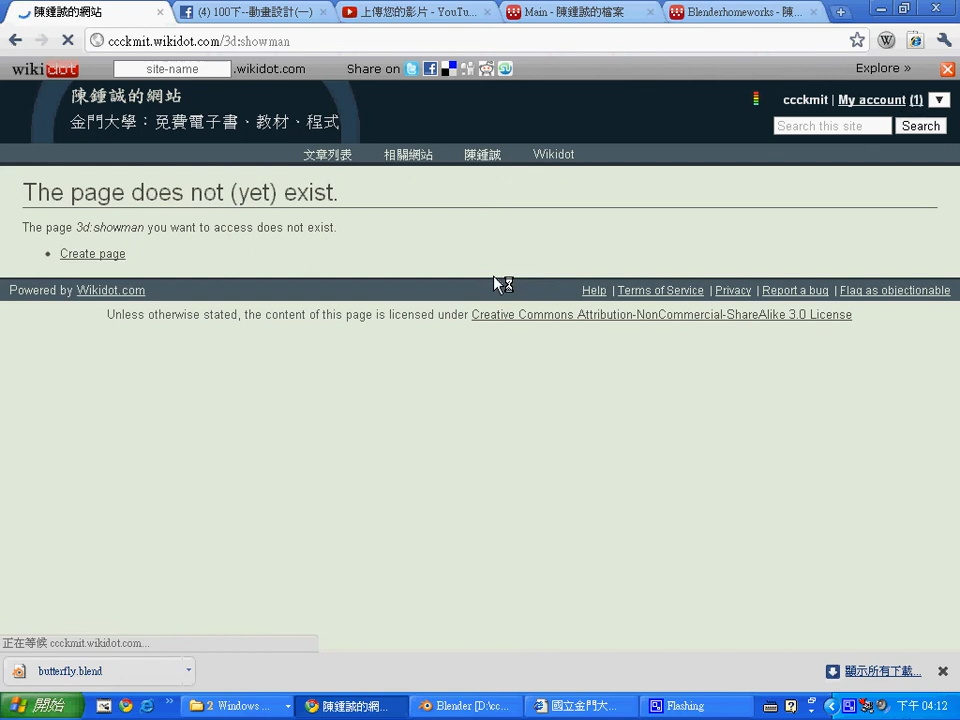 陳鍾誠的網站
(4) 100下--動畫設計(一)
上傳您的影片 - YouTu...
Main - 陳鍾誠的檔案
Blenderhomeworks - 陳...
ccckmit.wikidot.com/3d:showman
wikidot
site-name
.wikidot.com
Share on
Explore »
陳鍾誠的網站
金門大學：免費電子書、教材、程式
ccckmit | My account (1)
Search this site
Search
文章列表
相關網站
陳鍾誠
Wikidot
The page does not (yet) exist.
The page 3d:showman you want to access does not exist.
Create page
Powered by Wikidot.com
Help | Terms of Service | Privacy | Report a bug | Flag as objectionable
Unless otherwise stated, the content of this page is licensed under Creative Commons Attribution-NonCommercial-ShareAlike 3.0 License
正在等候 ccckmit.wikidot.com...
butterfly.blend
顯示所有下載...
開始
2 Windows ...
陳鍾誠的網...
Blender [D:\cc...
國立金門大...
Flashing
下午 04:12